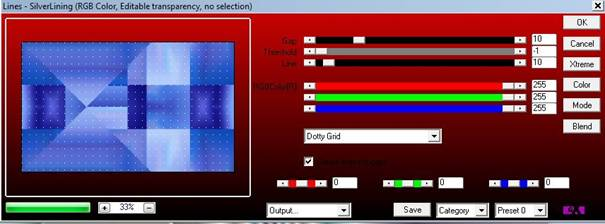 Lines - SilverLining (RGB Color, Editable transparency, no selection)
Gap 10
Threshold -1
Line 10
RGBColor[R] 255
255
255
Dotty Grid
0 0 0
+ 33% -
Output... Save Category Preset 0
OK
Cancel
Xtreme
Color
Mode
Blend